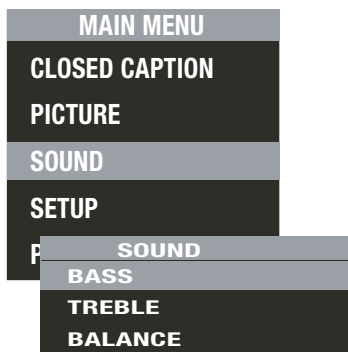 MAIN MENU
CLOSED CAPTION
PICTURE
SOUND
SETUP
SOUND
BASS
TREBLE
BALANCE